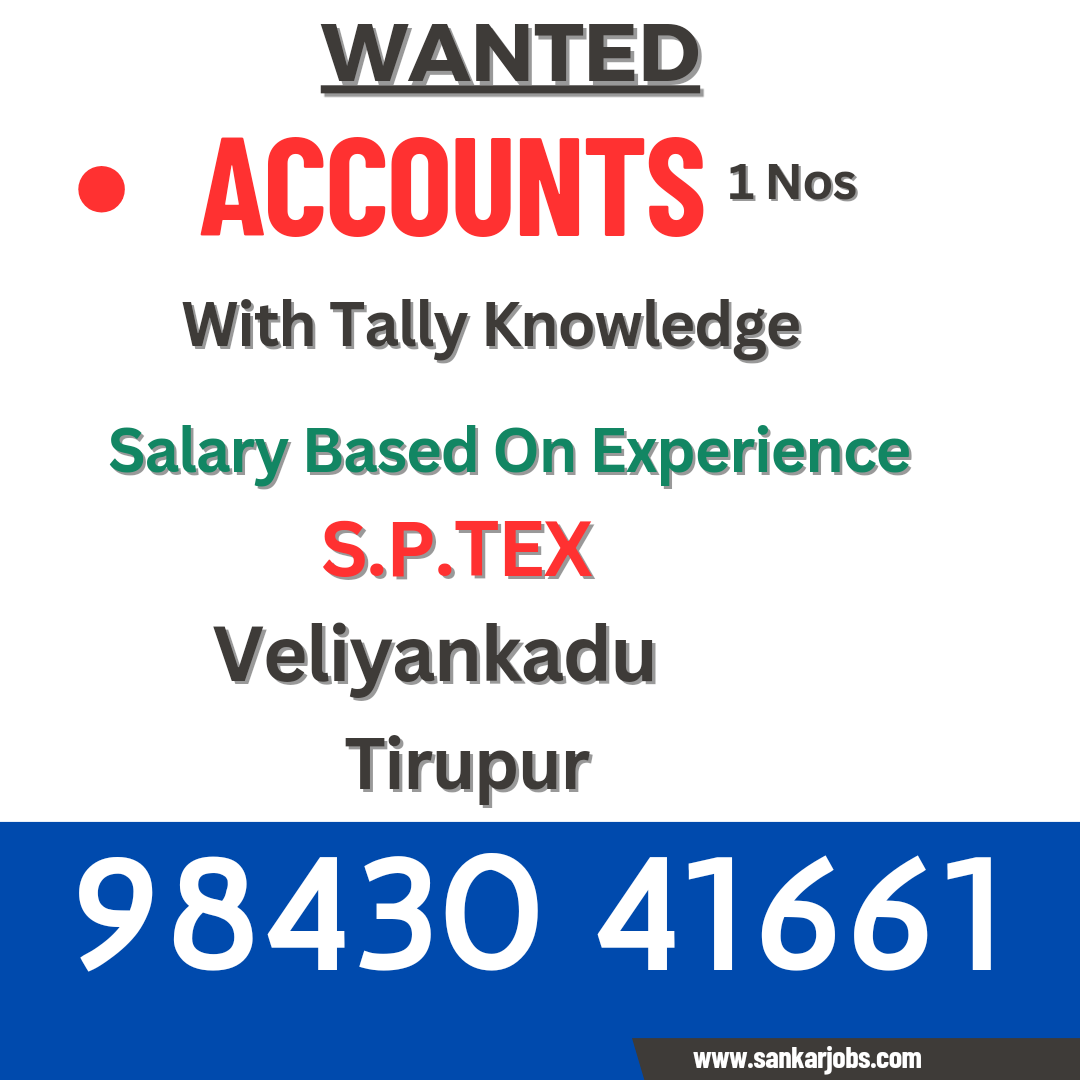 WANTED
ACCOUNTS 1 Nos
With Tally Knowledge
Salary Based On Experience
S.P.TEX
Veliyankadu
Tirupur
98430 41661
www.sankarjobs.com